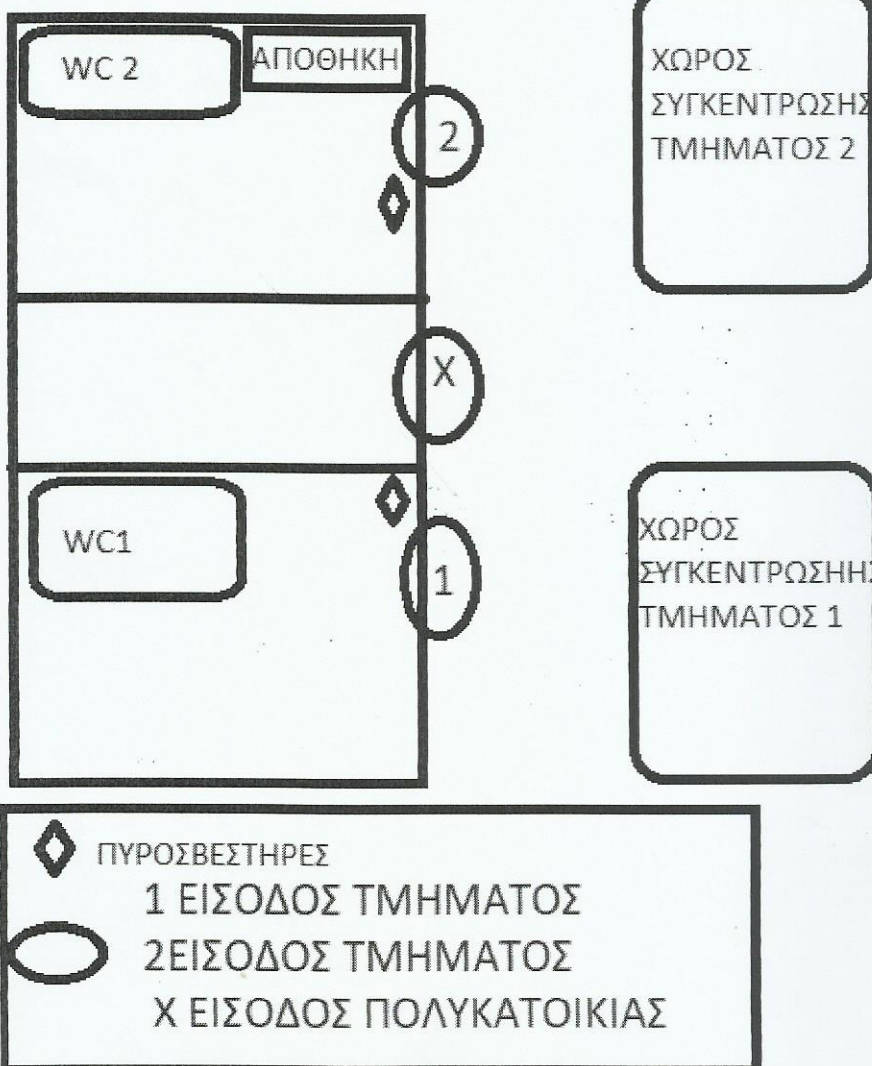 WC 2
ΑΠΟΘΗΚΗ
2
ΧΩΡΟΣ
ΣΥΓΚΕΝΤΡΩΣΗΣ
ΤΜΗΜΑΤΟΣ 2
X
WC1
1
ΧΩΡΟΣ
ΣΥΓΚΕΝΤΡΩΣΗΗΣ
ΤΜΗΜΑΤΟΣ 1
ΠΥΡΟΣΒΕΣΤΗΡΕΣ
1 ΕΙΣΟΔΟΣ ΤΜΗΜΑΤΟΣ
2ΕΙΣΟΔΟΣ ΤΜΗΜΑΤΟΣ
Χ ΕΙΣΟΔΟΣ ΠΟΛΥΚΑΤΟΙΚΙΑΣ